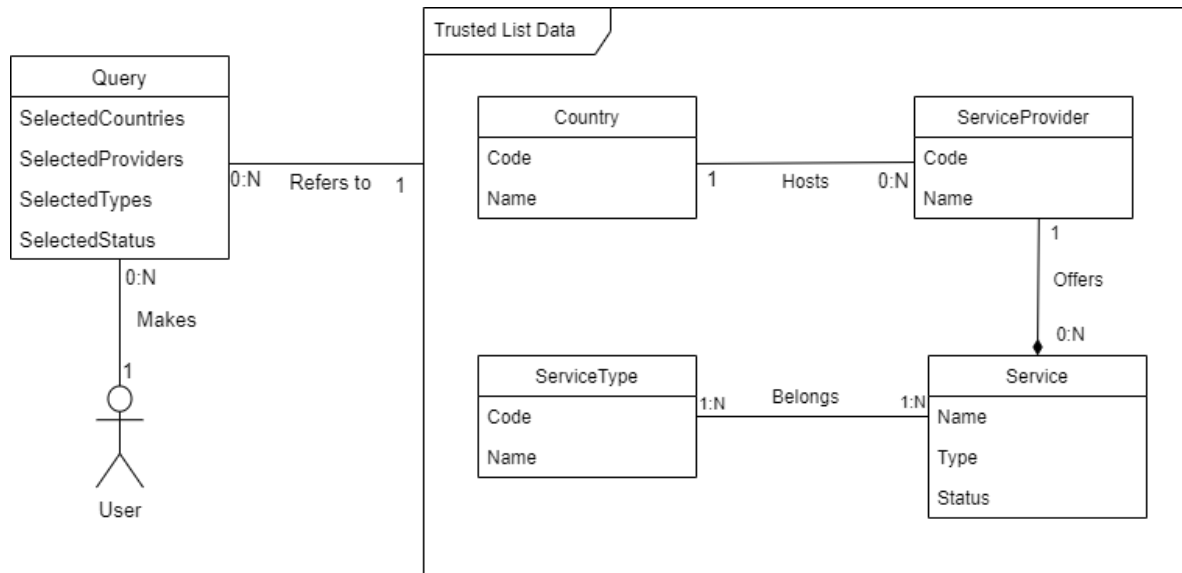 Trusted List Data
Query
SelectedCountries
SelectedProviders
SelectedTypes
SelectedStatus
0:N
Refers to
1
0:N
Makes
1
User
Country
Code
Name
1
Hosts
0:N
ServiceProvider
Code
Name
1
Offers
0:N
ServiceType
Code
Name
1:N
Belongs
1:N
Service
Name
Type
Status